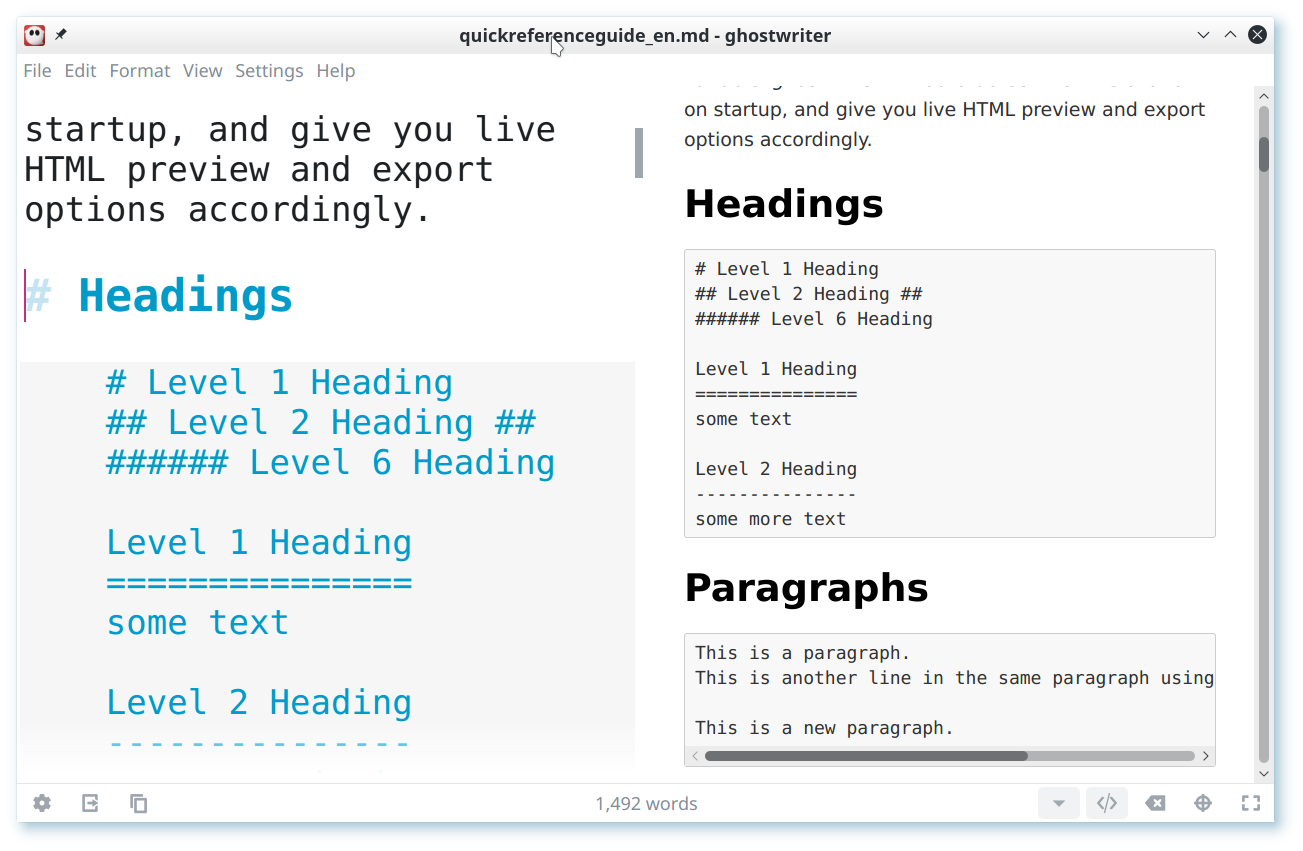 quickreferenceguide_en.md - ghostwriter
File Edit Format View Settings Help
startup, and give you live
HTML preview and export
options accordingly.
# Headings
# Level 1 Heading
## Level 2 Heading ##
###### Level 6 Heading
Level 1 Heading
===============
some text
Level 2 Heading
---------------
on startup, and give you live HTML preview and export
options accordingly.
Headings
# Level 1 Heading
## Level 2 Heading ##
###### Level 6 Heading
Level 1 Heading
===============
some text
Level 2 Heading
---------------
some more text
Paragraphs
This is a paragraph.
This is another line in the same paragraph using
This is a new paragraph.
1,492 words